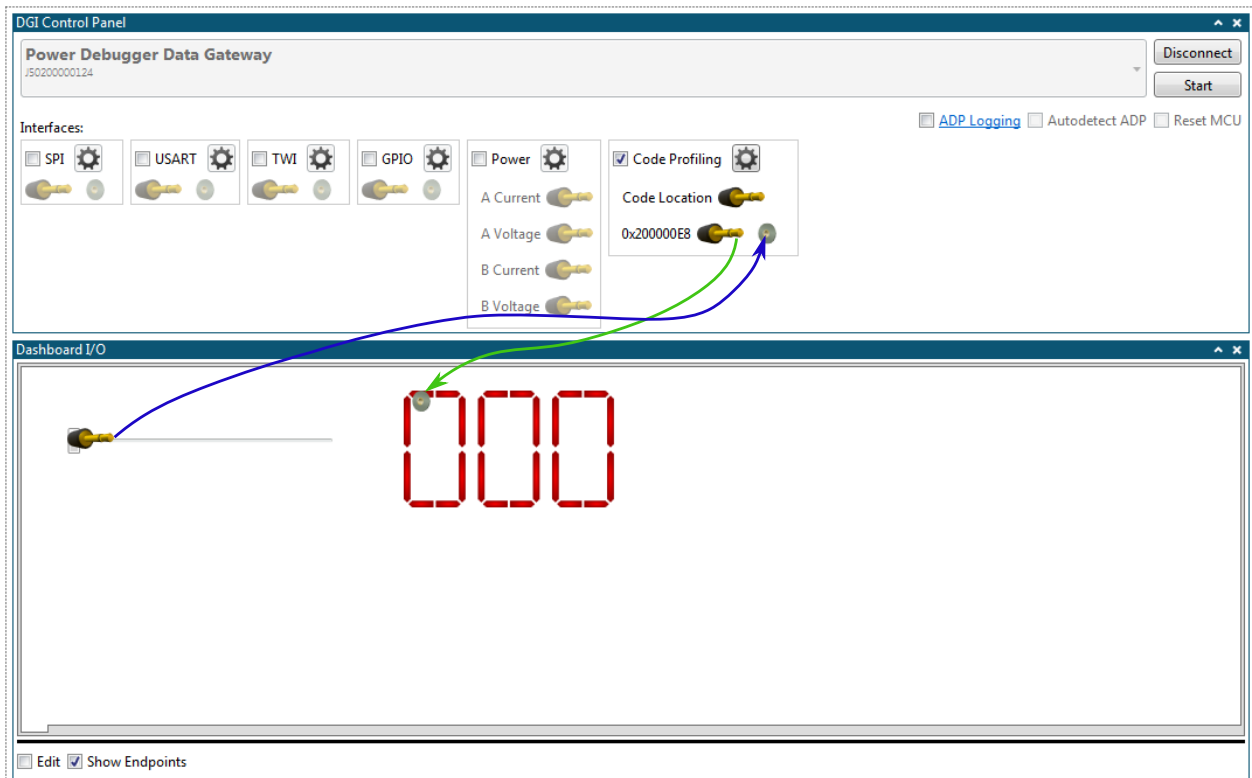 DGI Control Panel
Power Debugger Data Gateway
J50200000124
Disconnect
Start
ADP Logging Autodetect ADP Reset MCU
Interfaces:
SPI USART TWI GPIO Power Code Profiling
A Current Code Location
A Voltage 0x200000E8
B Current
B Voltage
Dashboard I/O
000
Edit Show Endpoints